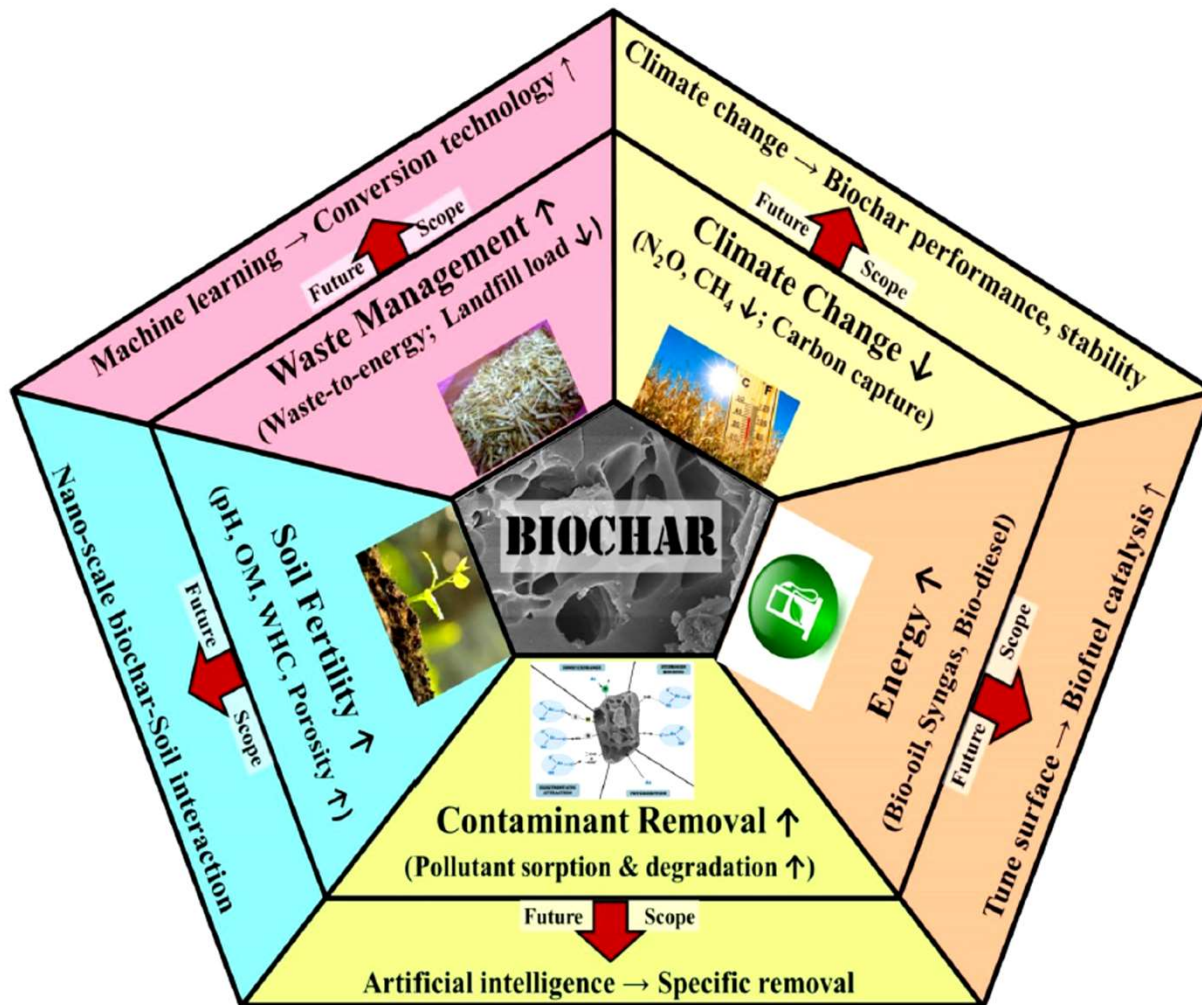 Machine learning → Conversion technology ↑
Future Scope
Waste Management ↑
(Waste-to-energy; Landfill load ↓)
Climate change → Biochar performance, stability
Future Scope
Climate Change ↓
(N₂O, CH₄ ↓; Carbon capture)
C F
BIOCHAR
Nano-scale biochar-Soil interaction
Future Scope
Soil Fertility ↑
(pH, OM, WHC, Porosity ↑)
Energy ↑
(Bio-oil, Syngas, Bio-diesel)
Scope Future
Tune surface → Biofuel catalysis ↑
Contaminant Removal ↑
(Pollutant sorption & degradation ↑)
Future Scope
Artificial intelligence → Specific removal